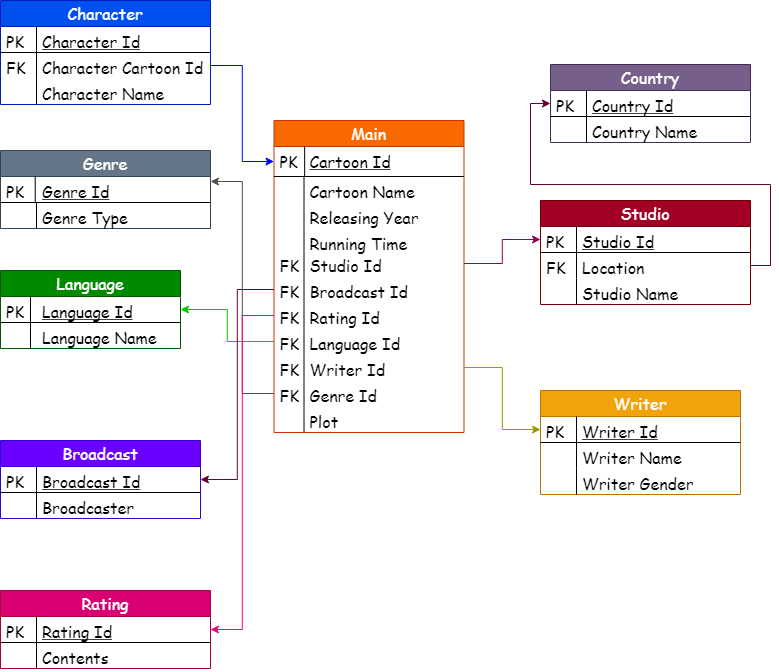 Character
PK Character Id
FK Character Cartoon Id
Character Name
Genre
PK Genre Id
Genre Type
Language
PK Language Id
Language Name
Broadcast
PK Broadcast Id
Broadcaster
Rating
PK Rating Id
Contents
Main
PK Cartoon Id
Cartoon Name
Releasing Year
Running Time
FK Studio Id
FK Broadcast Id
FK Rating Id
FK Language Id
FK Writer Id
FK Genre Id
Plot
Country
PK Country Id
Country Name
Studio
PK Studio Id
FK Location
Studio Name
Writer
PK Writer Id
Writer Name
Writer Gender